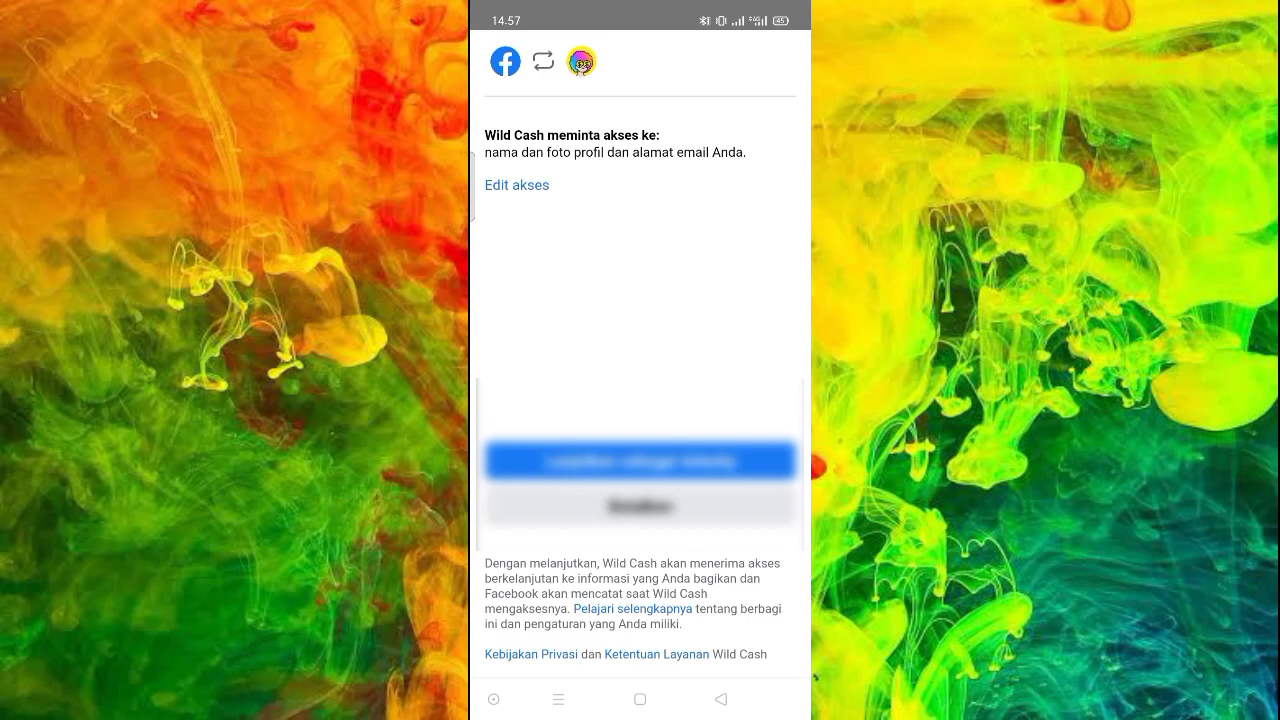 14.57
45
Wild Cash meminta akses ke:
nama dan foto profil dan alamat email Anda.
Edit akses
Dengan melanjutkan, Wild Cash akan menerima akses
berkelanjutan ke informasi yang Anda bagikan dan
Facebook akan mencatat saat Wild Cash
mengaksesnya. Pelajari selengkapnya tentang berbagi
ini dan pengaturan yang Anda miliki.
Kebijakan Privasi dan Ketentuan Layanan Wild Cash